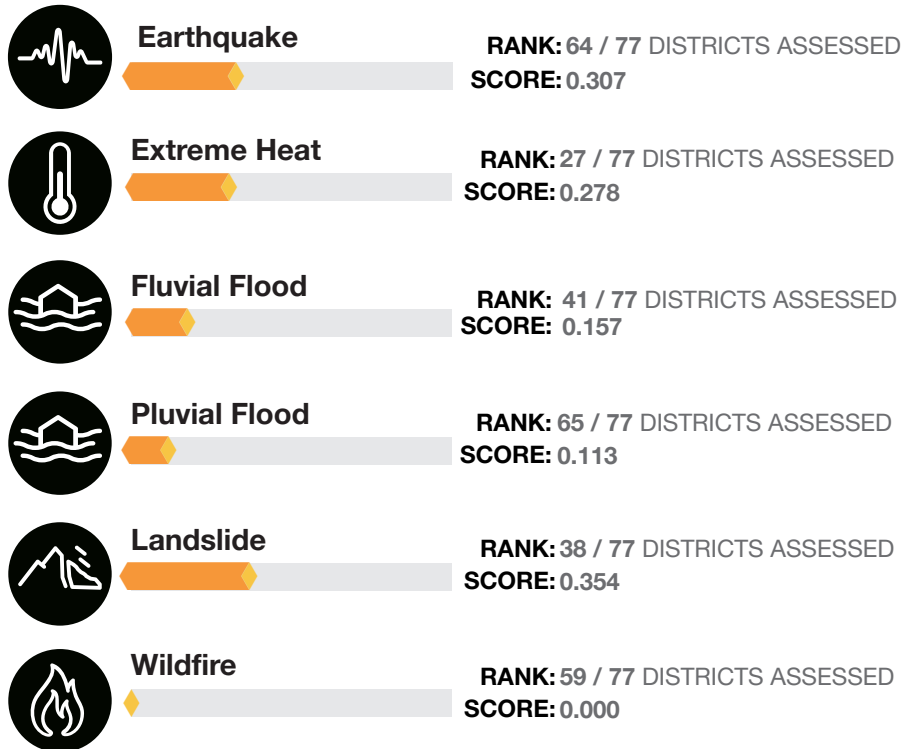 Earthquake
RANK: 64 / 77 DISTRICTS ASSESSED
SCORE: 0.307
Extreme Heat
RANK: 27 / 77 DISTRICTS ASSESSED
SCORE: 0.278
Fluvial Flood
RANK: 41 / 77 DISTRICTS ASSESSED
SCORE: 0.157
Pluvial Flood
RANK: 65 / 77 DISTRICTS ASSESSED
SCORE: 0.113
Landslide
RANK: 38 / 77 DISTRICTS ASSESSED
SCORE: 0.354
Wildfire
RANK: 59 / 77 DISTRICTS ASSESSED
SCORE: 0.000